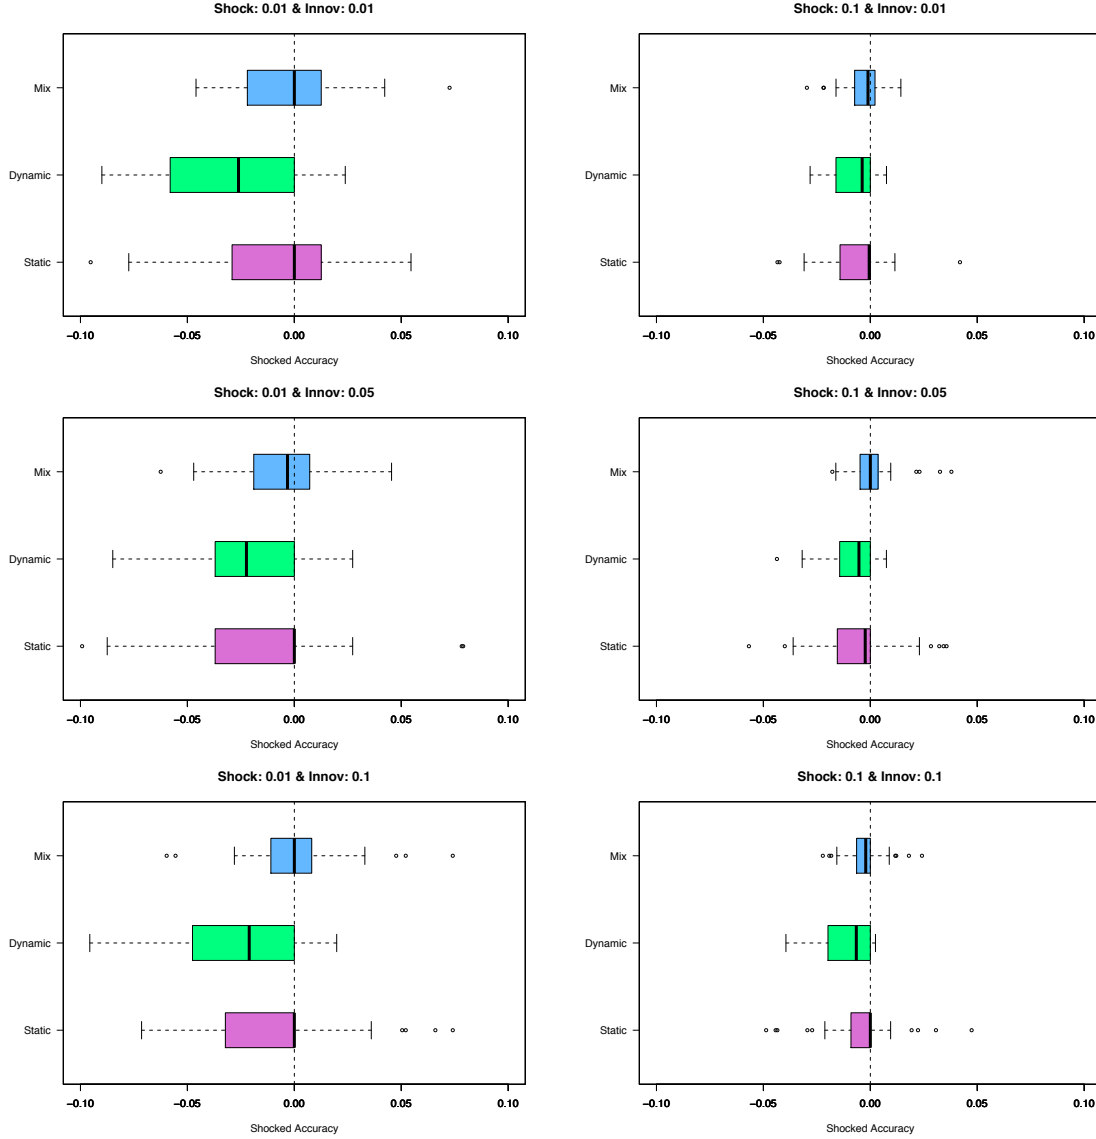 Shock: 0.01 & Innov: 0.01
Mix
Dynamic
Static
−0.10 −0.05 0.00 0.05 0.10
Shocked Accuracy
Shock: 0.1 & Innov: 0.01
Mix
Dynamic
Static
−0.10 −0.05 0.00 0.05 0.10
Shocked Accuracy
Shock: 0.01 & Innov: 0.05
Mix
Dynamic
Static
−0.10 −0.05 0.00 0.05 0.10
Shocked Accuracy
Shock: 0.1 & Innov: 0.05
Mix
Dynamic
Static
−0.10 −0.05 0.00 0.05 0.10
Shocked Accuracy
Shock: 0.01 & Innov: 0.1
Mix
Dynamic
Static
−0.10 −0.05 0.00 0.05 0.10
Shocked Accuracy
Shock: 0.1 & Innov: 0.1
Mix
Dynamic
Static
−0.10 −0.05 0.00 0.05 0.10
Shocked Accuracy